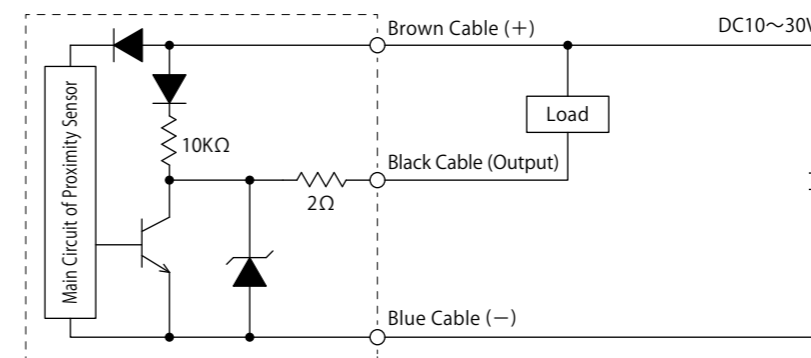 Brown Cable (+)
DC10～30V
Main Circuit of Proximity Sensor
Load
10KΩ
Black Cable (Output)
2Ω
Blue Cable (−)